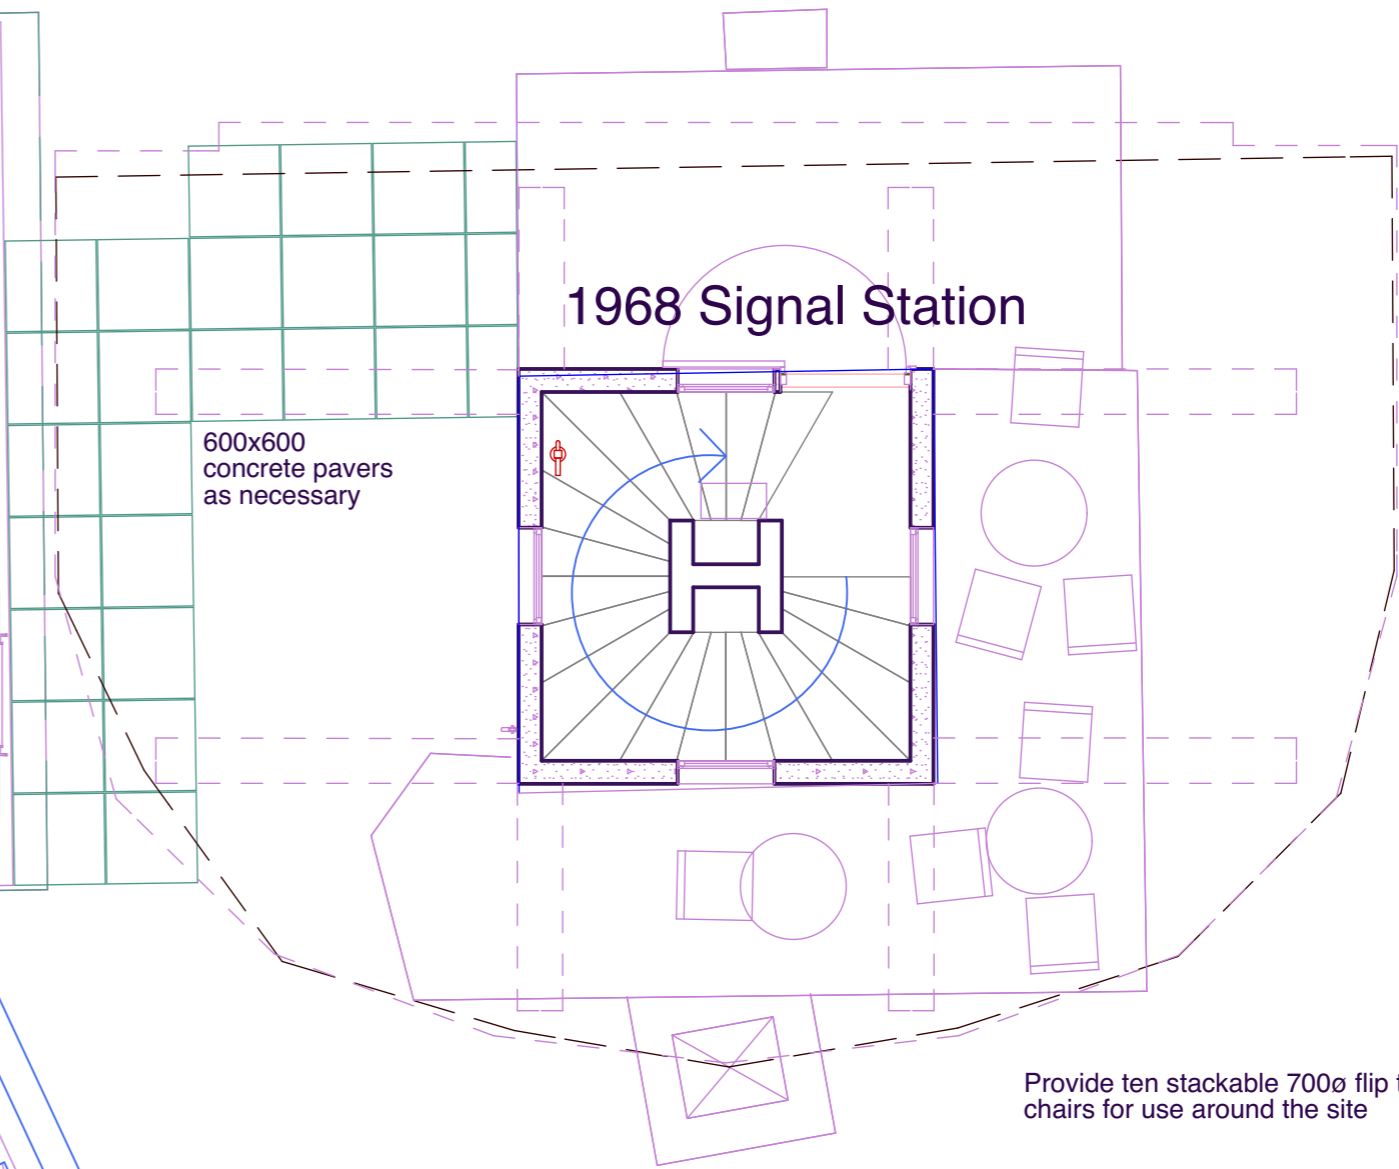 1968 Signal Station
600x600
concrete pavers
as necessary
Provide ten stackable 700ø flip
chairs for use around the site